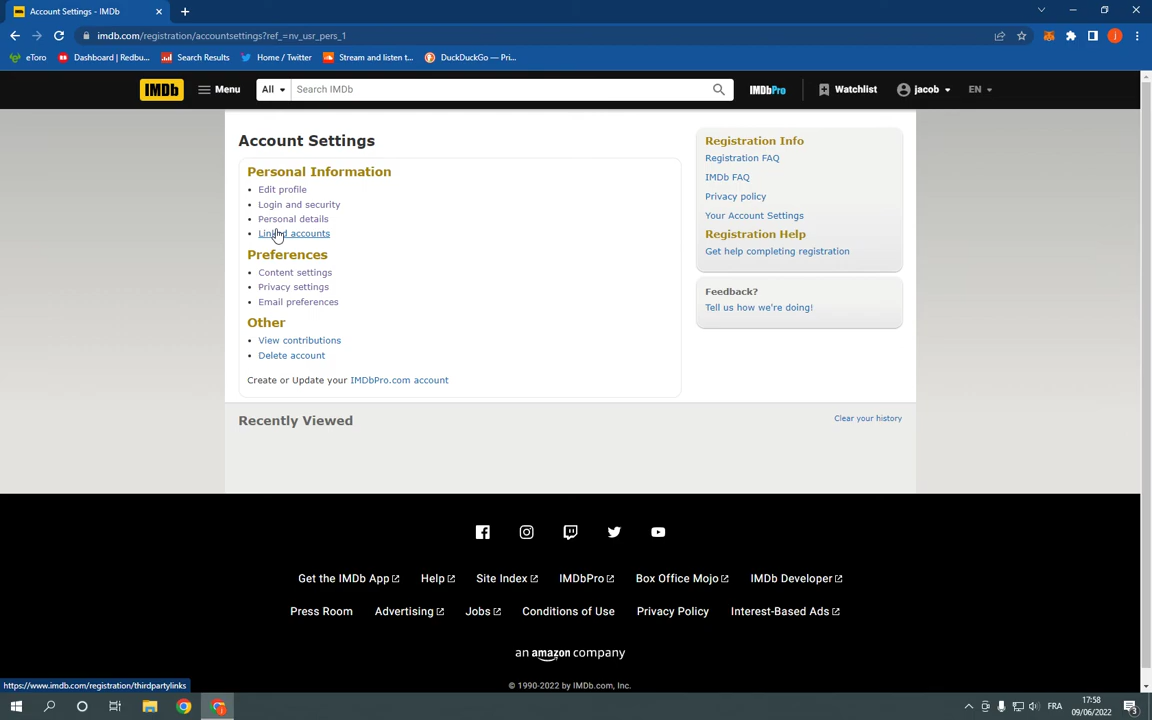 Account Settings - IMDb
imdb.com/registration/accountsettings?ref_=nv_usr_pers_1
eToro
Dashboard | Redbu...
Search Results
Home / Twitter
Stream and listen t...
DuckDuckGo — Pri...
IMDb
Menu
All
Search IMDb
IMDbPro
Watchlist
jacob
EN
Account Settings
Personal Information
• Edit profile
• Login and security
• Personal details
• Linked accounts
Preferences
• Content settings
• Privacy settings
• Email preferences
Other
• View contributions
• Delete account
Create or Update your IMDbPro.com account
Registration Info
Registration FAQ
IMDb FAQ
Privacy policy
Your Account Settings
Registration Help
Get help completing registration
Feedback?
Tell us how we're doing!
Recently Viewed
Clear your history
Get the IMDb App
Help
Site Index
IMDbPro
Box Office Mojo
IMDb Developer
Press Room
Advertising
Jobs
Conditions of Use
Privacy Policy
Interest-Based Ads
an amazon company
© 1990-2022 by IMDb.com, Inc.
https://www.imdb.com/registration/thirdpartylinks
FRA
17:58
09/06/2022
3